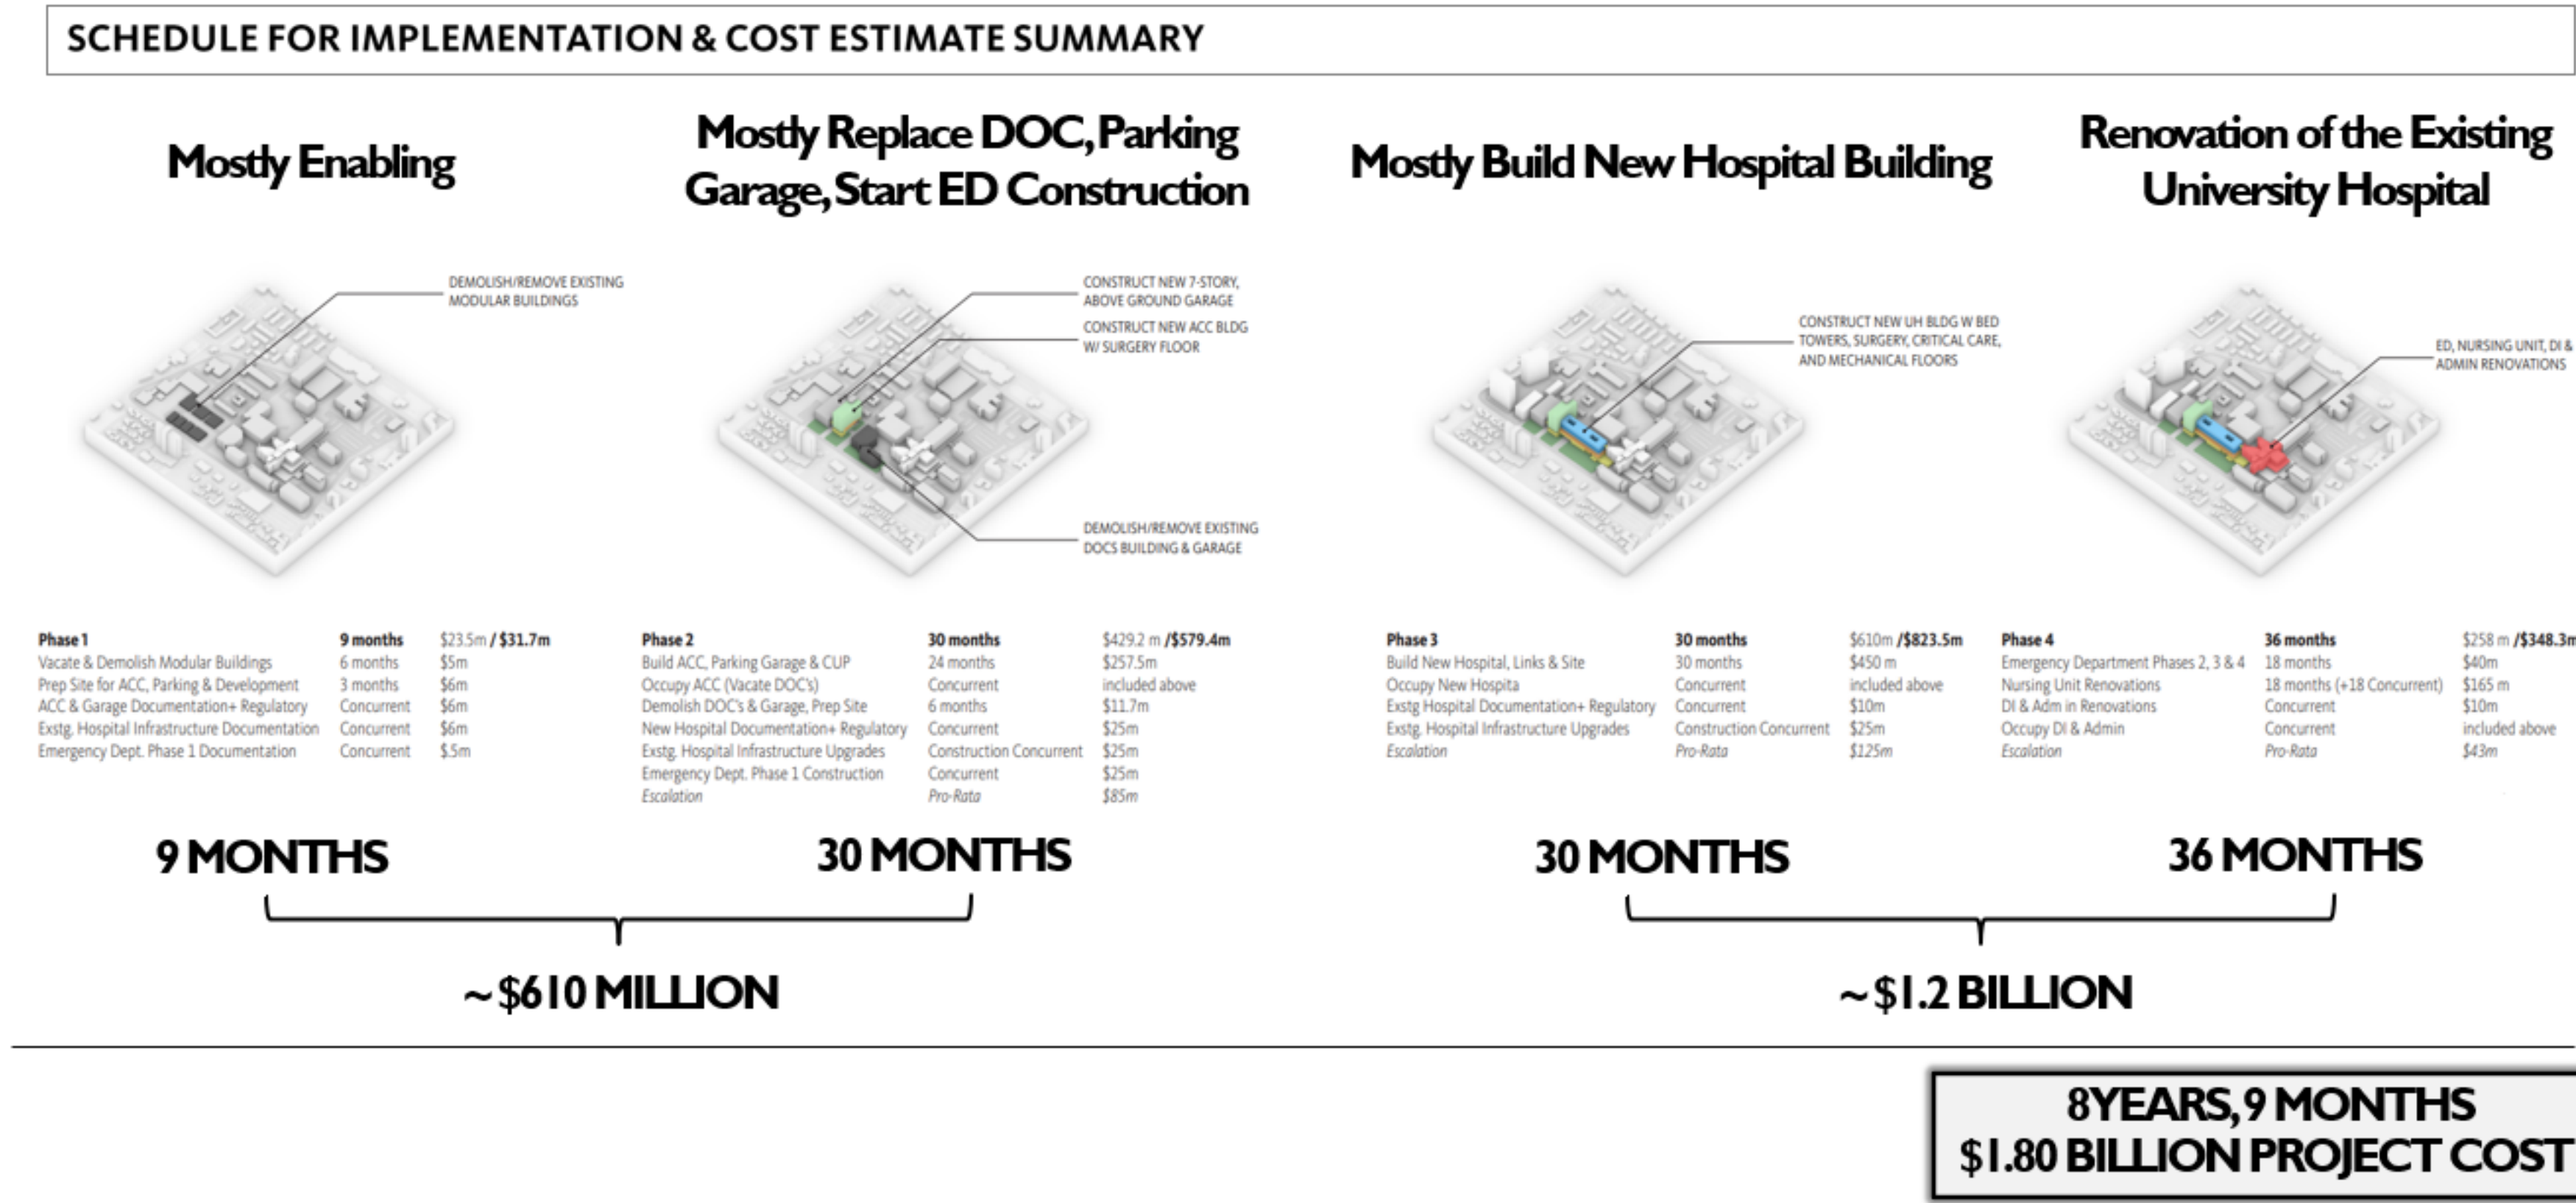 SCHEDULE FOR IMPLEMENTATION & COST ESTIMATE SUMMARY
Mostly Enabling
DEMOLISH/REMOVE EXISTING
MODULAR BUILDINGS
Phase 1 9 months $23.5m / $31.7m
Vacate & Demolish Modular Buildings 6 months $5m
Prep Site for ACC, Parking & Development 3 months $6m
ACC & Garage Documentation+ Regulatory Concurrent $6m
Exstg. Hospital Infrastructure Documentation Concurrent $6m
Emergency Dept. Phase 1 Documentation Concurrent $.5m
9 MONTHS
Mostly Replace DOC, Parking
Garage, Start ED Construction
CONSTRUCT NEW 7-STORY,
ABOVE GROUND GARAGE
CONSTRUCT NEW ACC BLDG
W/ SURGERY FLOOR
DEMOLISH/REMOVE EXISTING
DOCS BUILDING & GARAGE
Phase 2 30 months $429.2 m /$579.4m
Build ACC, Parking Garage & CUP 24 months $257.5m
Occupy ACC (Vacate DOC's) Concurrent included above
Demolish DOC's & Garage, Prep Site 6 months $11.7m
New Hospital Documentation+ Regulatory Concurrent $25m
Exstg. Hospital Infrastructure Upgrades Construction Concurrent $25m
Emergency Dept. Phase 1 Construction Concurrent $25m
Escalation Pro-Rata $85m
30 MONTHS
~$610 MILLION
Mostly Build New Hospital Building
CONSTRUCT NEW UH BLDG W BED
TOWERS, SURGERY, CRITICAL CARE,
AND MECHANICAL FLOORS
Phase 3 30 months $610m /$823.5m
Build New Hospital, Links & Site 30 months $450 m
Occupy New Hospita Concurrent included above
Exstg Hospital Documentation+ Regulatory Concurrent $10m
Exstg. Hospital Infrastructure Upgrades Construction Concurrent $25m
Escalation Pro-Rata $125m
30 MONTHS
Renovation of the Existing
University Hospital
ED, NURSING UNIT, DI &
ADMIN RENOVATIONS
Phase 4 36 months $258 m /$348.3m
Emergency Department Phases 2, 3 & 4 18 months $40m
Nursing Unit Renovations 18 months (+18 Concurrent) $165 m
DI & Adm in Renovations Concurrent $10m
Occupy DI & Admin Concurrent included above
Escalation Pro-Rata $43m
36 MONTHS
~$1.2 BILLION
8YEARS, 9 MONTHS
$1.80 BILLION PROJECT COST